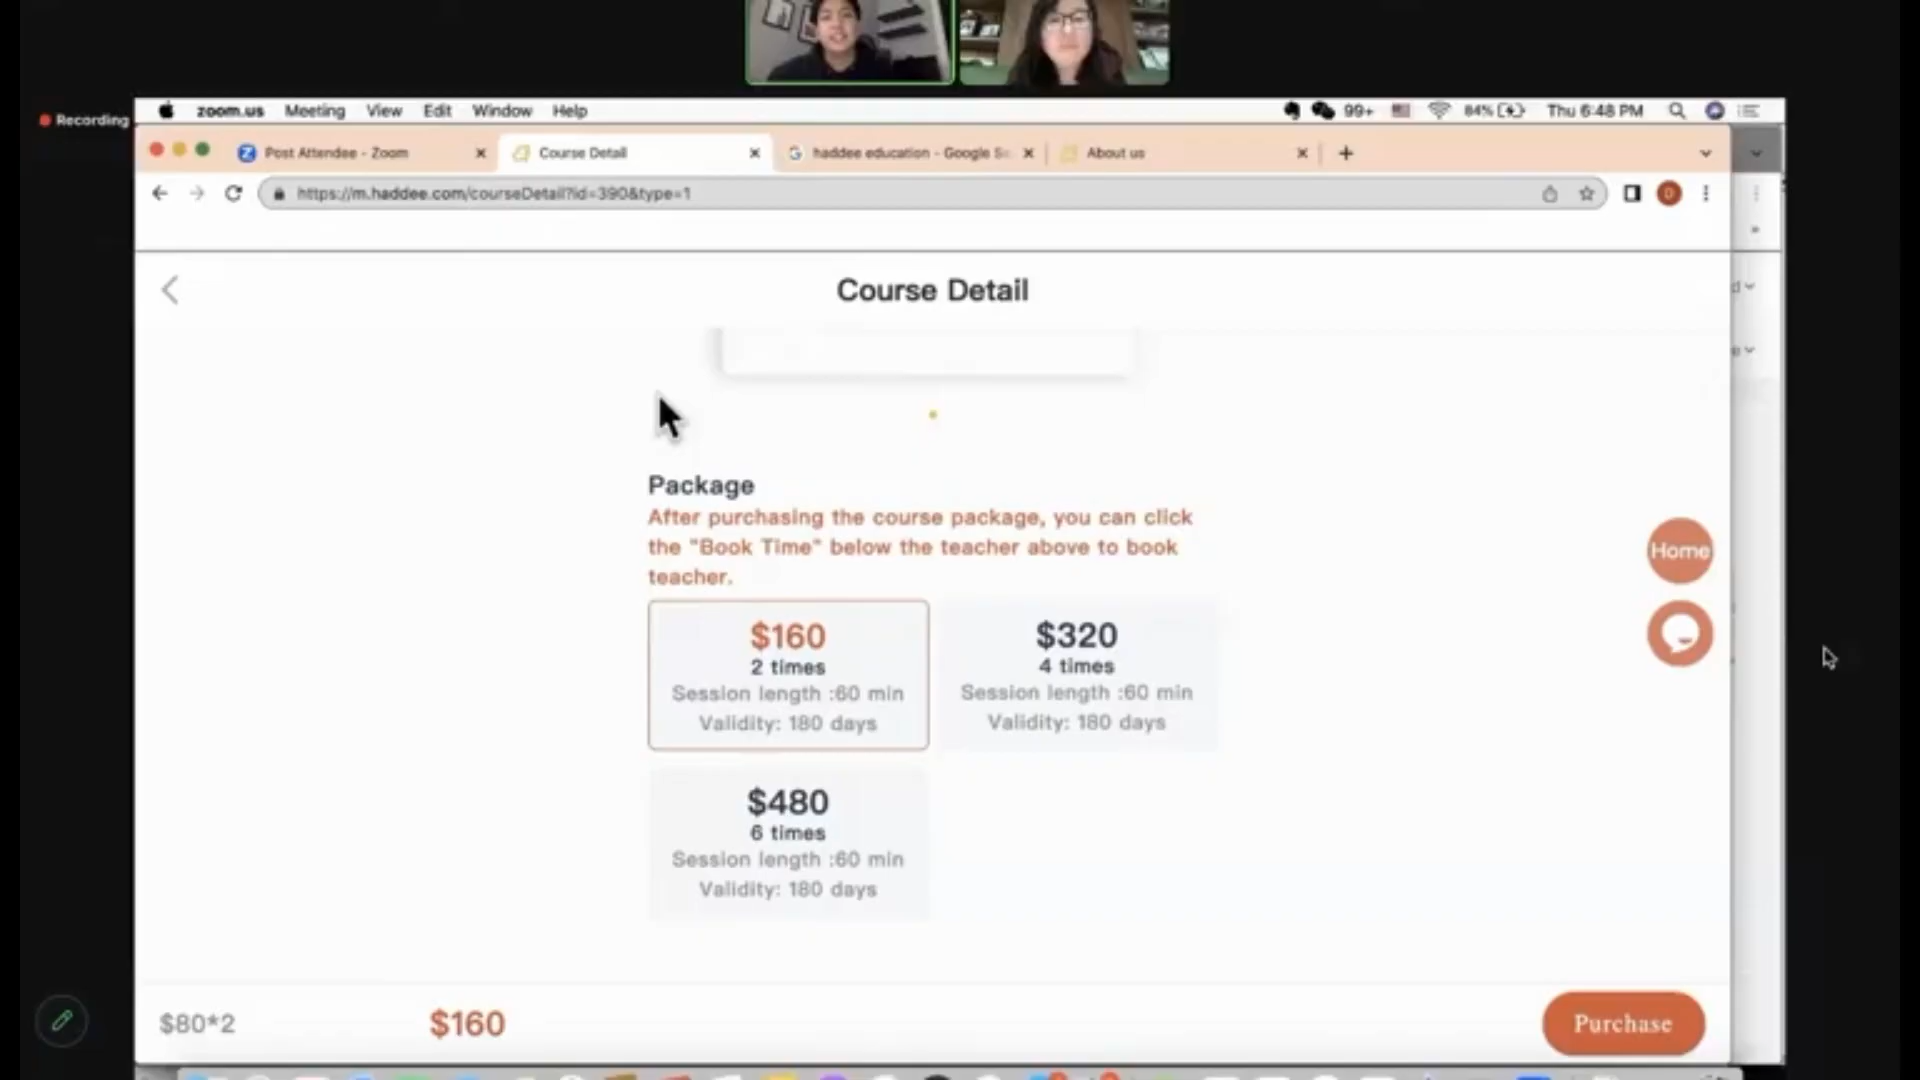 Recording
zoom.us Meeting View Edit Window Help 99+ 84% Thu 6:48 PM
Post Attendee - Zoom Course Detail haddee education - Google Se About us
https://m.haddee.com/courseDetail?id=390&type=1
Course Detail
Package
After purchasing the course package, you can click
the "Book Time" below the teacher above to book
teacher.
$160 $320
2 times 4 times
Session length :60 min Session length :60 min
Validity: 180 days Validity: 180 days
$480
6 times
Session length :60 min
Validity: 180 days
Home
$80*2 $160 Purchase